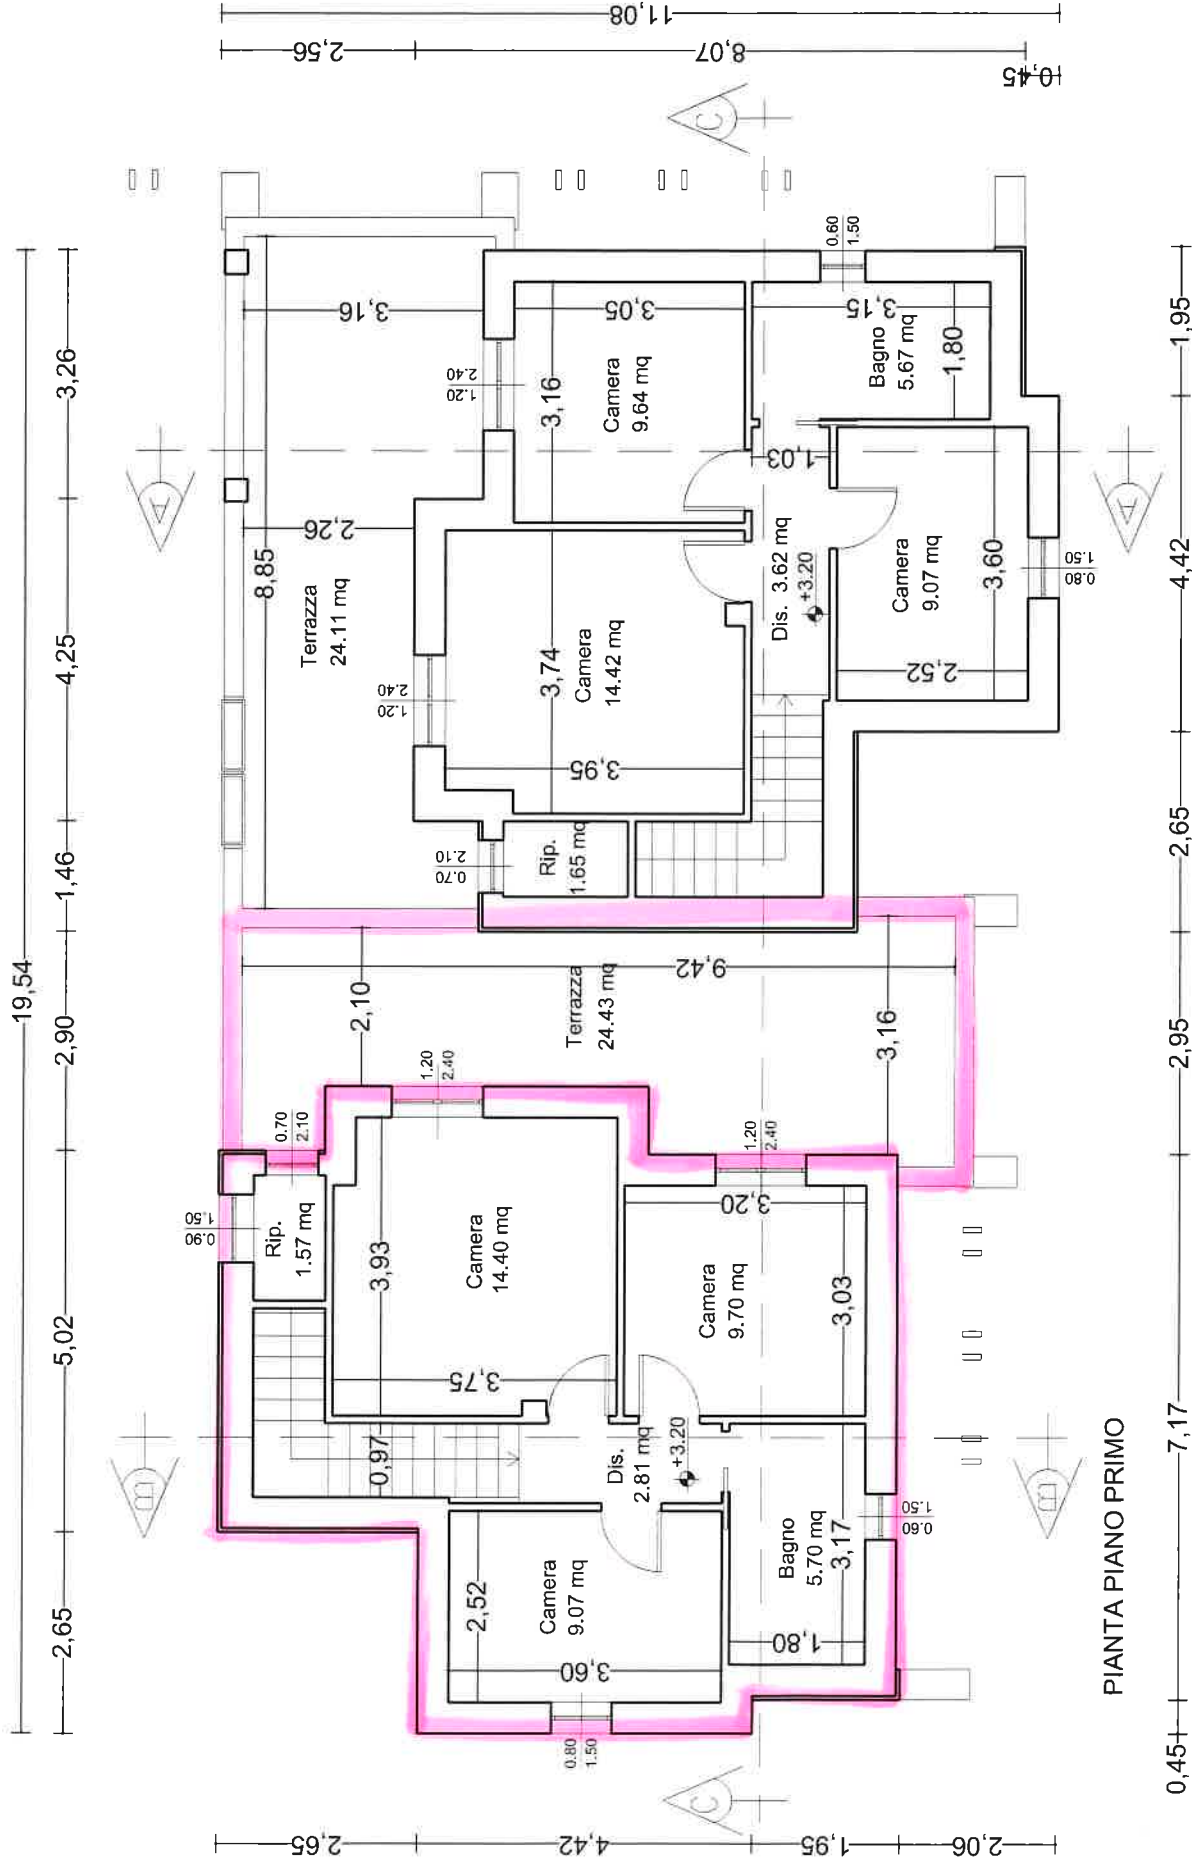 11,08
2,56
8,07
0,45
C
19,54
3,26
4,25
1,46
2,90
5,02
2,65
A
3,16
2,26
8,85
Terrazza
24.11 mq
1.20
2.40
3,16
3,05
Camera
9.64 mq
0.60
1.50
3,15
Bagno
5.67 mq
1,80
1,03
1.20
2.40
3,74
Camera
14.42 mq
3,95
Dis. 3.62 mq
+3.20
Camera
9.07 mq
3,60
2,52
0.80
1.50
A
0.70
2.10
Rip.
1.65 mq
2,10
Terrazza
24.43 mq
9,42
3,16
0.70
2.10
1.20
2.40
1.20
2.40
0.90
1.50
Rip.
1.57 mq
3,93
Camera
14.40 mq
3,75
3,20
Camera
9.70 mq
3,03
B
0,97
Dis.
2.81 mq
+3.20
B
2,52
Camera
9.07 mq
3,60
Bagno
5.70 mq
3,17
1,80
0.60
1.50
0.80
1.50
C
1,95
4,42
2,65
2,95
7,17
0,45
2,65
4,42
1,95
2,06
PIANTA PIANO PRIMO